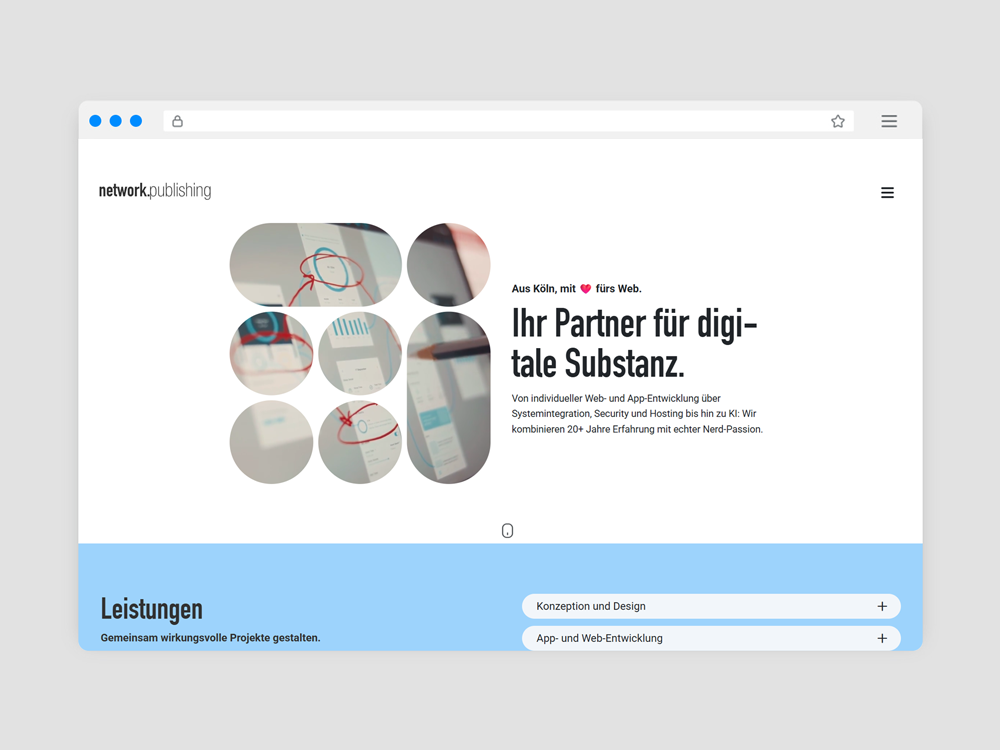 network.publishing
Aus Köln, mit 💗 fürs Web.
Ihr Partner für digi-
tale Substanz.
Von individueller Web- und App-Entwicklung über
Systemintegration, Security und Hosting bis hin zu KI: Wir
kombinieren 20+ Jahre Erfahrung mit echter Nerd-Passion.
Leistungen
Gemeinsam wirkungsvolle Projekte gestalten.
Konzeption und Design
App- und Web-Entwicklung